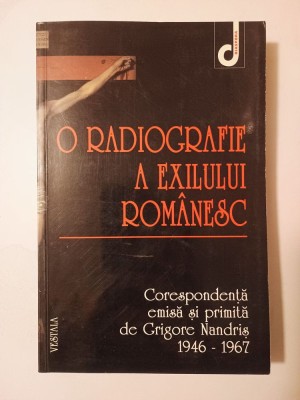 O RADIOGRAFIE
A EXILULUI
ROMÂNESC
Corespondență
emisă și primită
de Grigore Nandriș
1946 - 1967
VESTALA